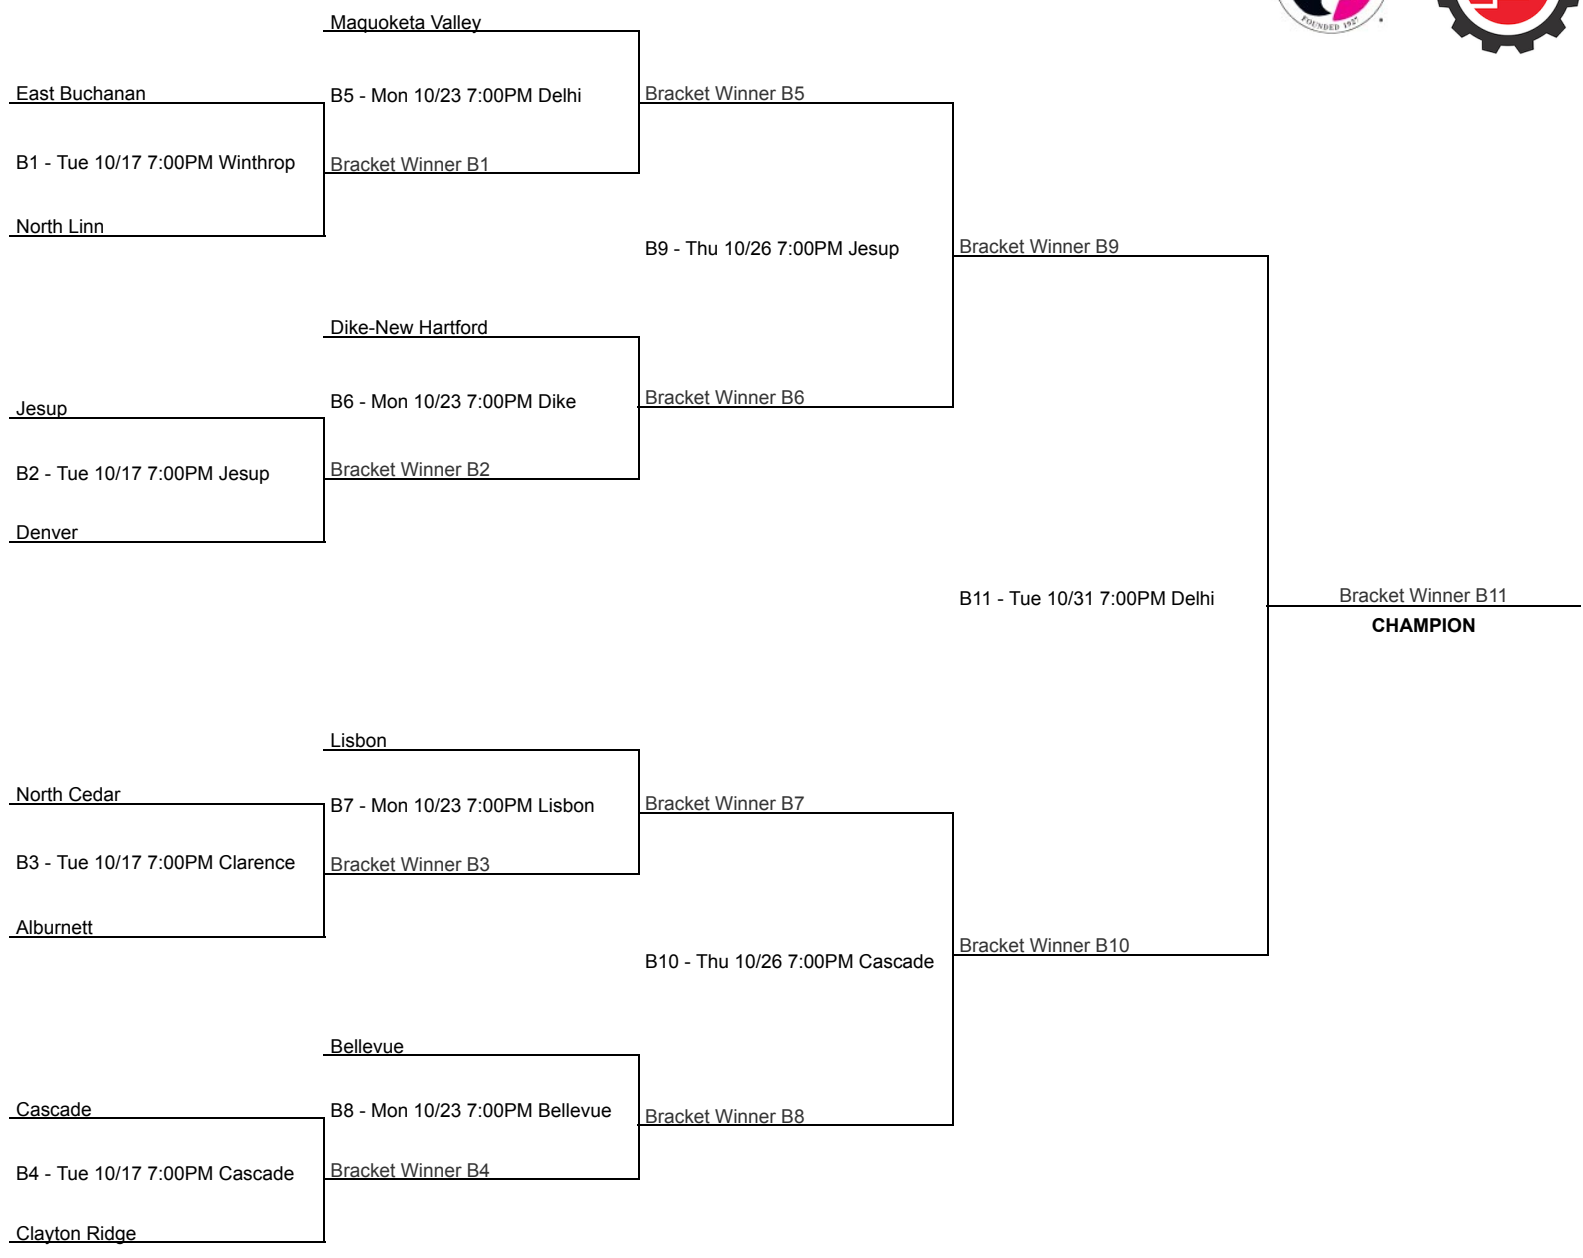 FOUNDED 1927
Maquoketa Valley
East Buchanan
B5 - Mon 10/23 7:00PM Delhi
Bracket Winner B5
B1 - Tue 10/17 7:00PM Winthrop
Bracket Winner B1
North Linn
B9 - Thu 10/26 7:00PM Jesup
Bracket Winner B9
Dike-New Hartford
Jesup
B6 - Mon 10/23 7:00PM Dike
Bracket Winner B6
B2 - Tue 10/17 7:00PM Jesup
Bracket Winner B2
Denver
B11 - Tue 10/31 7:00PM Delhi
Bracket Winner B11
CHAMPION
Lisbon
North Cedar
B7 - Mon 10/23 7:00PM Lisbon
Bracket Winner B7
B3 - Tue 10/17 7:00PM Clarence
Bracket Winner B3
Alburnett
B10 - Thu 10/26 7:00PM Cascade
Bracket Winner B10
Bellevue
Cascade
B8 - Mon 10/23 7:00PM Bellevue
Bracket Winner B8
B4 - Tue 10/17 7:00PM Cascade
Bracket Winner B4
Clayton Ridge